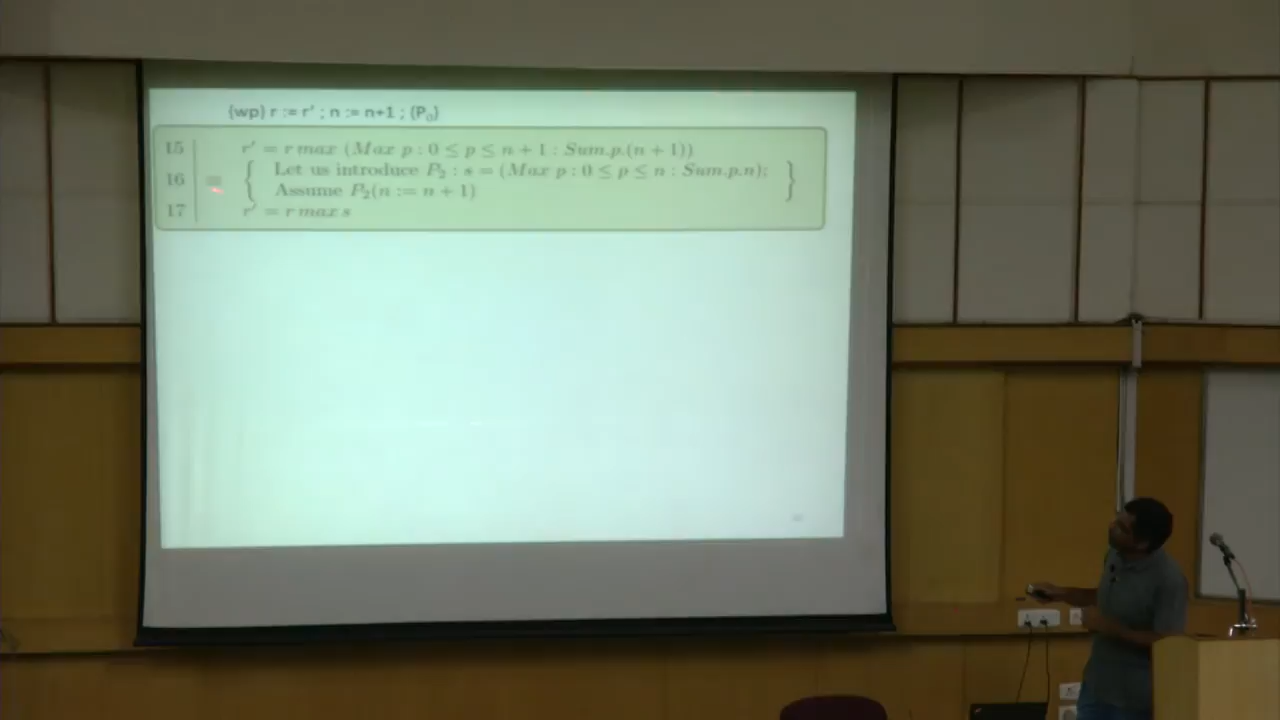 {wp} r := r' ; n := n+1 ; {P₀}
15 r' = r max (Max p : 0 ≤ p ≤ n + 1 : Sum.p.(n + 1))
16 ≡ { Let us introduce P₂ : s = (Max p : 0 ≤ p ≤ n : Sum.p.n);
Assume P₂(n := n + 1) }
17 r' = r max s